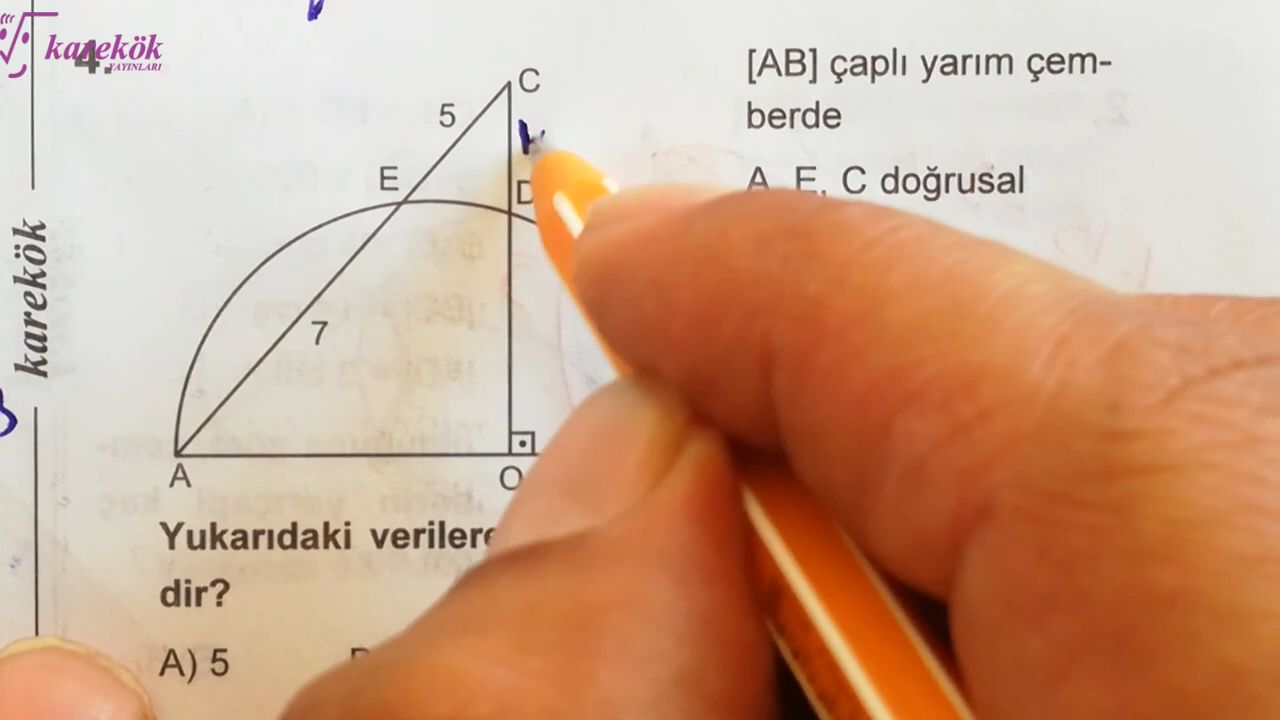 karekök
YAYINLARI
4.
C
5
E
D
7
A
O
[AB] çaplı yarım çem-
berde
A, E, C doğrusal
Yukarıdaki verilere
dir?
A) 5
karekök